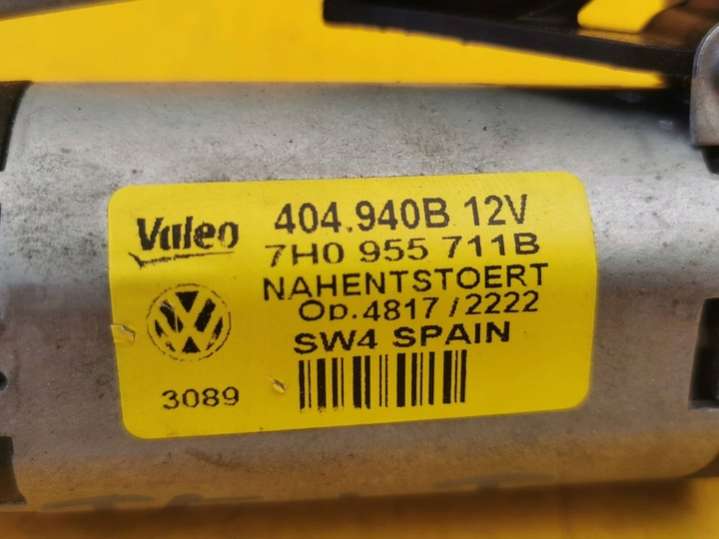 Valeo
404.940B 12V
7H0 955 711B
NAHENTSTOERT
Op.4817/2222
SW4 SPAIN
3089